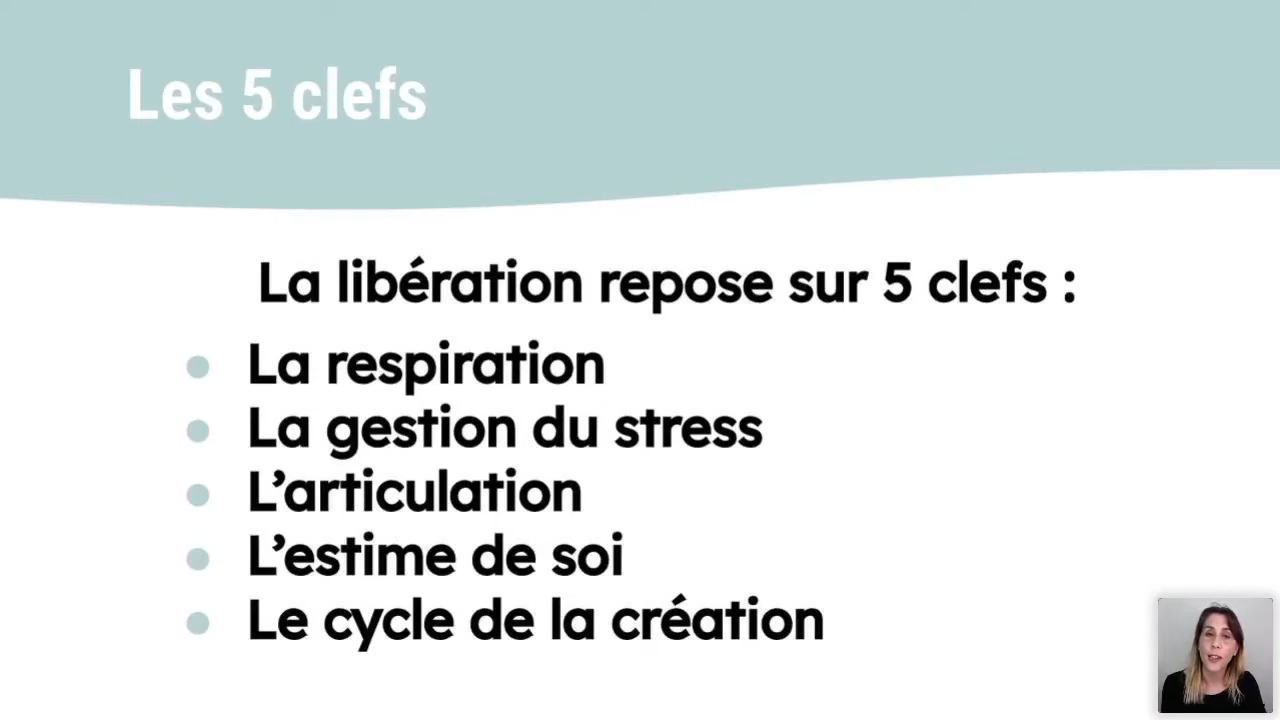 Les 5 clefs
La libération repose sur 5 clefs :
La respiration
La gestion du stress
L’articulation
L’estime de soi
Le cycle de la création